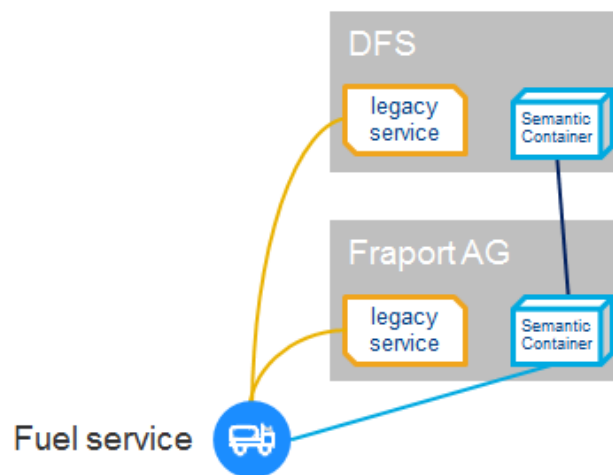 DFS
legacy
service
Semantic
Container
Fraport AG
legacy
service
Semantic
Container
Fuel service